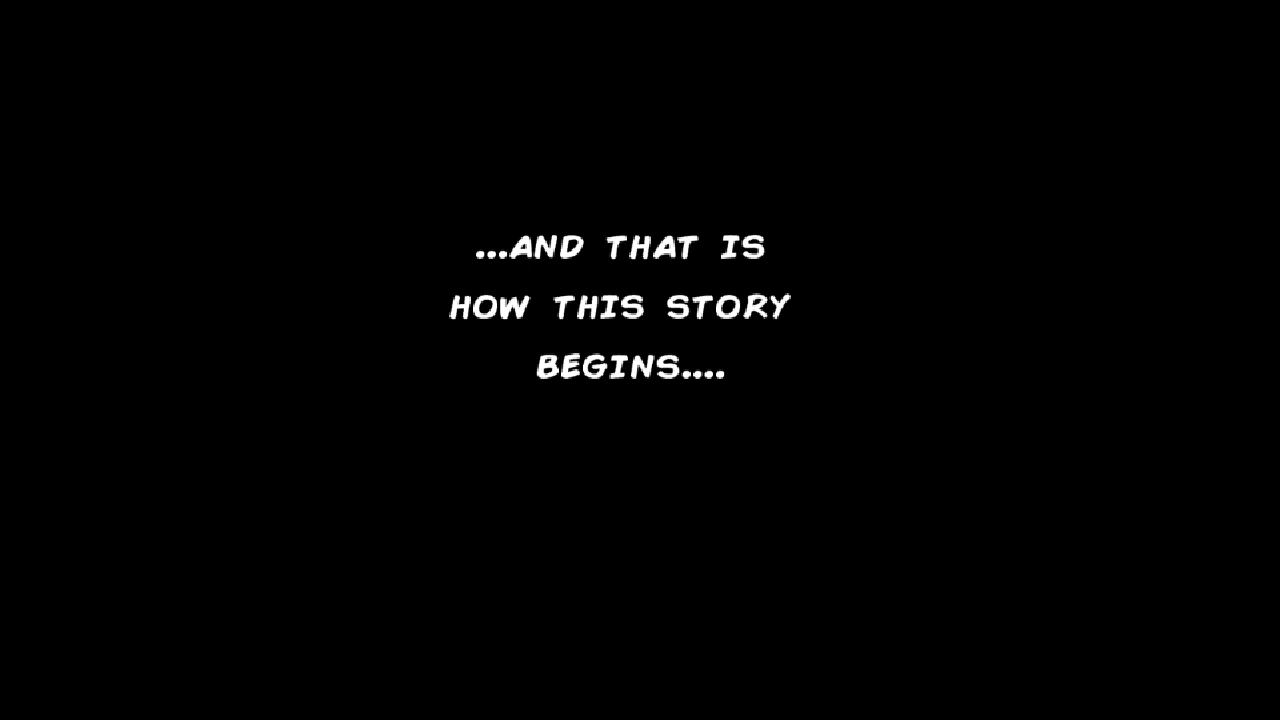 ...AND THAT IS
HOW THIS STORY
BEGINS....